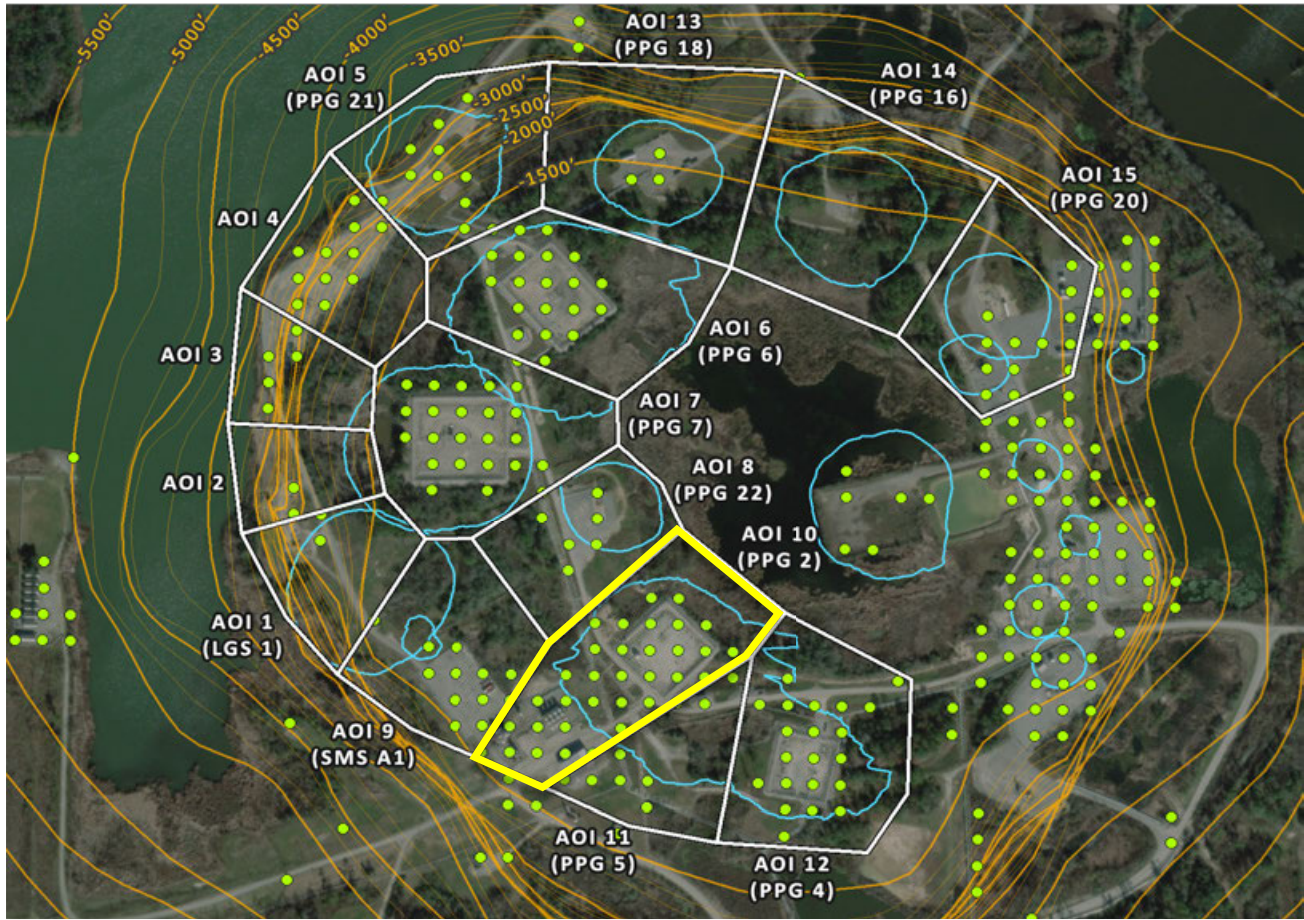 -5500'
-5000'
-4500'
-4000'
-3500'
-3000'
-2500'
-2000'
-1500'
AOI 13
(PPG 18)
AOI 14
(PPG 16)
AOI 5
(PPG 21)
AOI 15
(PPG 20)
AOI 4
AOI 3
AOI 6
(PPG 6)
AOI 7
(PPG 7)
AOI 2
AOI 8
(PPG 22)
AOI 10
(PPG 2)
AOI 1
(LGS 1)
AOI 9
(SMS A1)
AOI 11
(PPG 5)
AOI 12
(PPG 4)